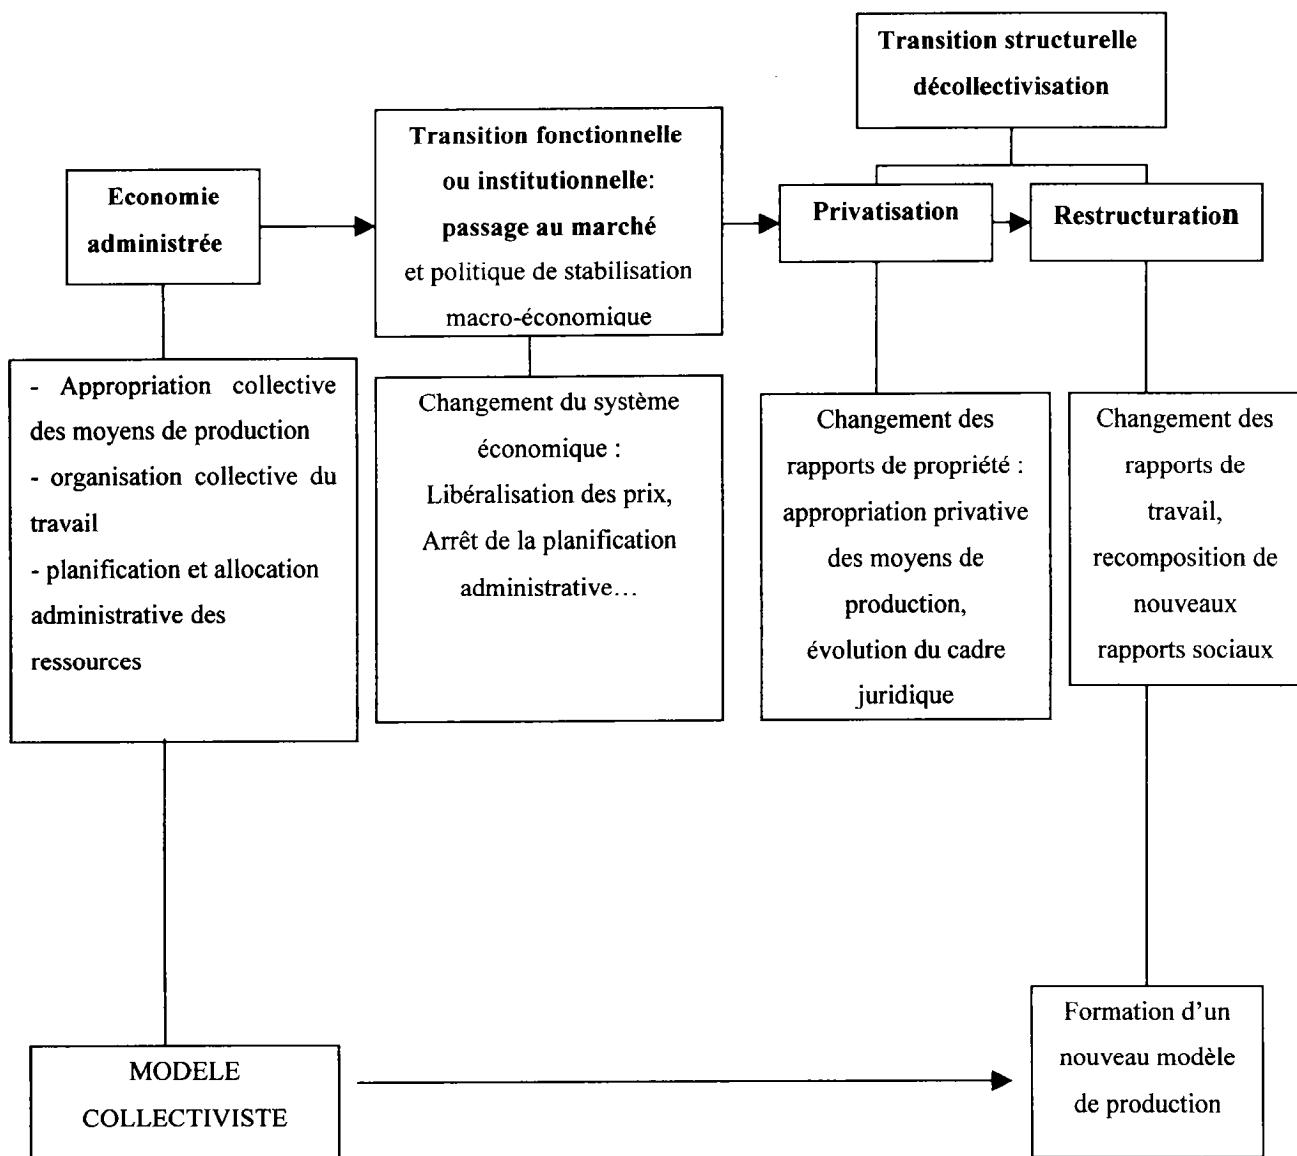 Transition structurelle
décollectivisation
Transition fonctionnelle
ou institutionnelle:
passage au marché
et politique de stabilisation
macro-économique
Economie
administrée
Privatisation
Restructuration
- Appropriation collective
des moyens de production
- organisation collective du
travail
- planification et allocation
administrative des
ressources
Changement du système
économique :
Libéralisation des prix,
Arrêt de la planification
administrative…
Changement des
rapports de propriété :
appropriation privative
des moyens de
production,
évolution du cadre
juridique
Changement des
rapports de
travail,
recomposition de
nouveaux
rapports sociaux
MODELE
COLLECTIVISTE
Formation d’un
nouveau modèle
de production